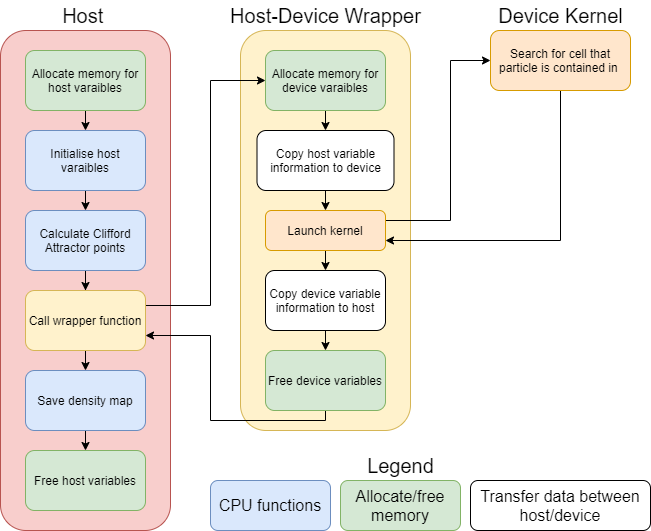 Host
Allocate memory for
host varaibles
Initialise host
varaibles
Calculate Clifford
Attractor points
Call wrapper function
Save density map
Free host variables
Host-Device Wrapper
Allocate memory for
device varaibles
Copy host variable
information to device
Launch kernel
Copy device variable
information to host
Free device variables
Device Kernel
Search for cell that
particle is contained in
Legend
CPU functions
Allocate/free
memory
Transfer data between
host/device